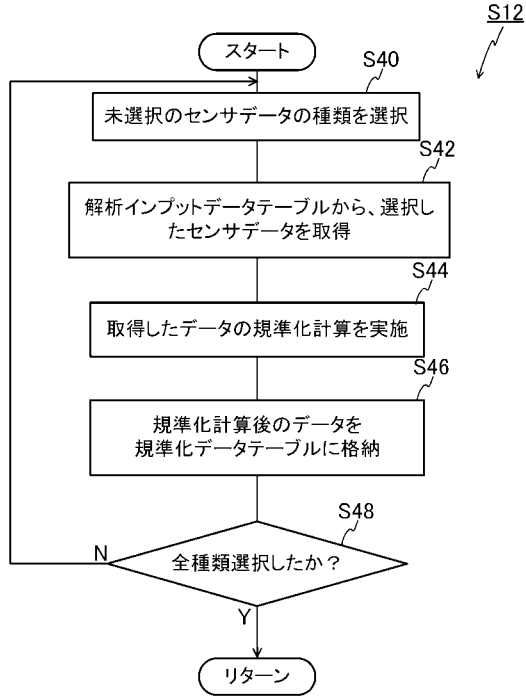 S12
スタート
S40
未選択のセンサデータの種類を選択
S42
解析インプットデータテーブルから、選択し
たセンサデータを取得
S44
取得したデータの規準化計算を実施
S46
規準化計算後のデータを
規準化データテーブルに格納
S48
全種類選択したか？
N
Y
リターン